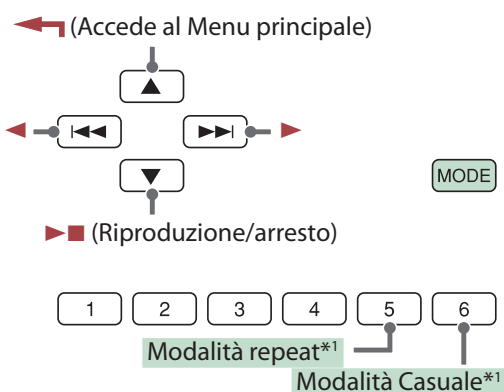 (Accede al Menu principale)
MODE
(Riproduzione/arresto)
1 2 3 4 5 6
Modalità repeat*1
Modalità Casuale*1